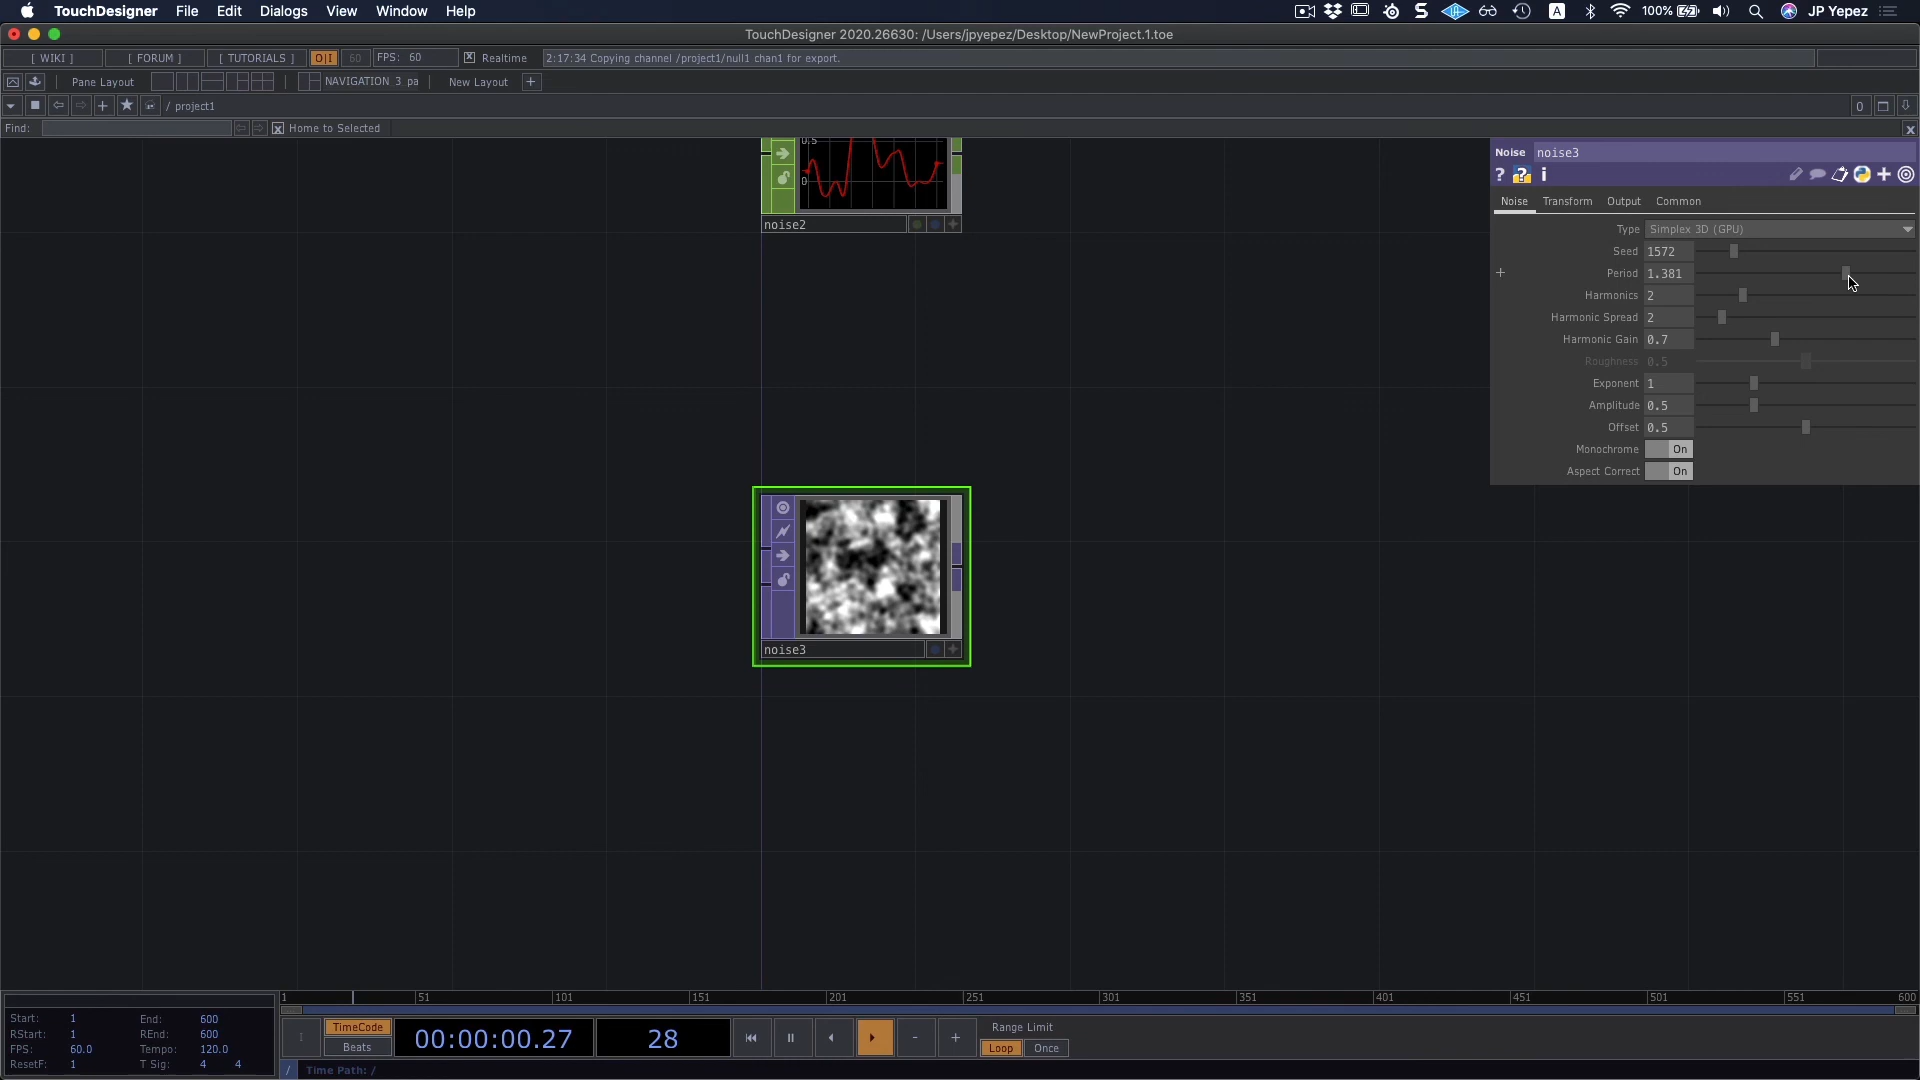 TouchDesigner File Edit Dialogs View Window Help A 100% JP Yepez
TouchDesigner 2020.26630: /Users/jpyepez/Desktop/NewProject.1.toe
[ WIKI ] [ FORUM ] [ TUTORIALS ] O|I 60 FPS: 60 Realtime 2:17:34 Copying channel /project1/null1 chan1 for export.
Pane Layout NAVIGATION 3 pa New Layout +
/ project1 0
Find: Home to Selected x
0.5
0
noise2
Noise noise3
? ? i
Noise Transform Output Common
Type Simplex 3D (GPU)
Seed 1572
+ Period 1.381
Harmonics 2
Harmonic Spread 2
Harmonic Gain 0.7
Roughness 0.5
Exponent 1
Amplitude 0.5
Offset 0.5
Monochrome On
Aspect Correct On
noise3
1 51 101 151 201 251 301 351 401 451 501 551 600
Start: 1 End: 600
RStart: 1 REnd: 600
FPS: 60.0 Tempo: 120.0
ResetF: 1 T Sig: 4 4
I TimeCode Beats 00:00:00.27 28 - + Range Limit
Loop Once
/ Time Path: /